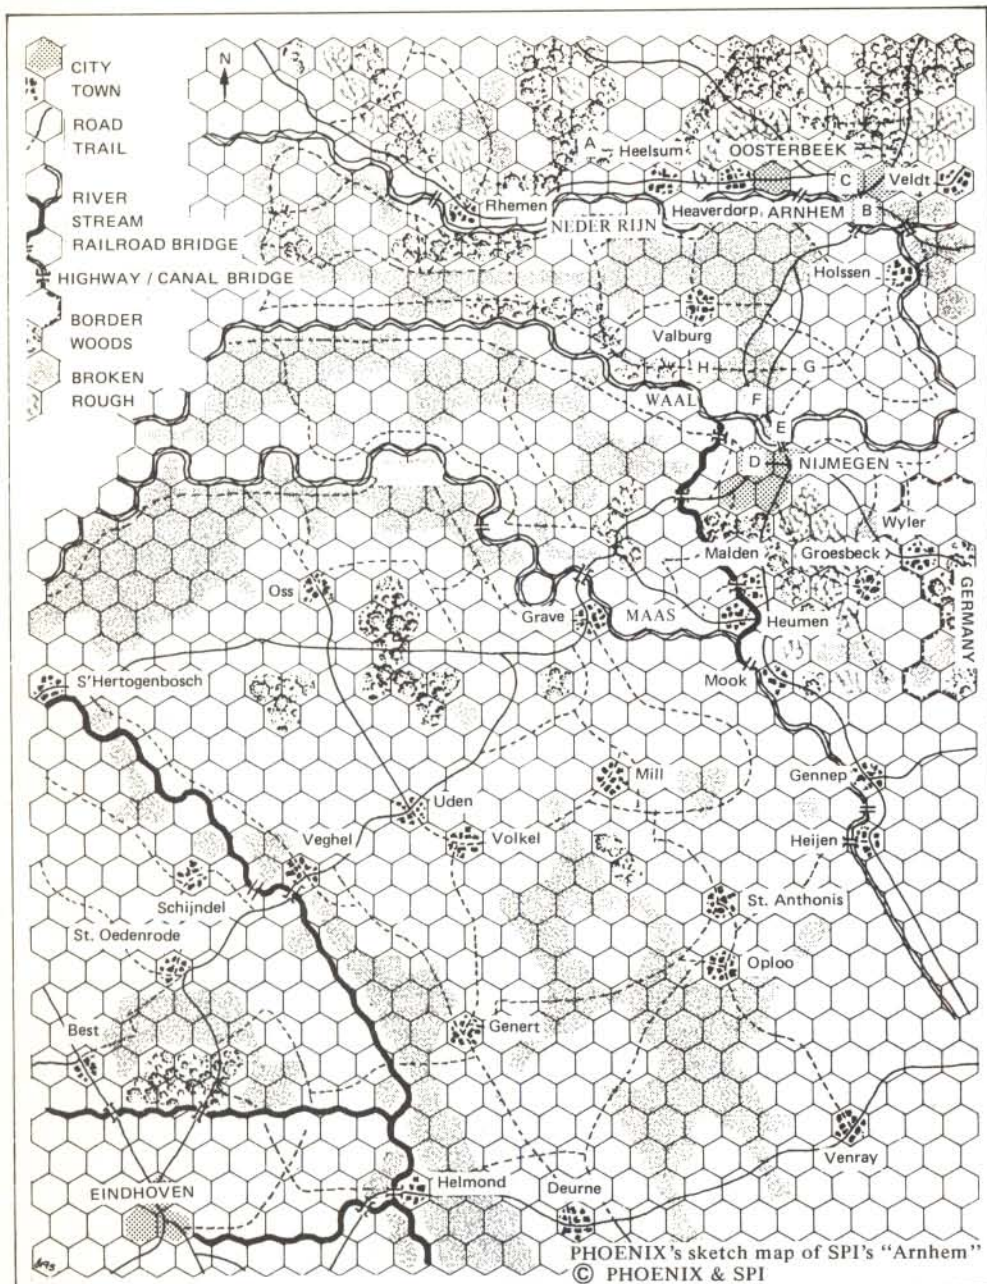 CITY
TOWN
ROAD
TRAIL
RIVER
STREAM
RAILROAD BRIDGE
HIGHWAY / CANAL BRIDGE
BORDER
WOODS
BROKEN
ROUGH
N
A
Heelsum
OOSTERBEEK
C
Veldt
Rhemen
NEDER RIJN
Heaverdorp
ARNHEM
B
Holssen
Valburg
H
G
WAAL
F
E
D
NIJMEGEN
Wyler
Malden
Groesbeck
GERMANY
Oss
Grave
MAAS
Heumen
S'Hertogenbosch
Mook
Mill
Gennep
Uden
Veghel
Volkel
Heijen
Schijndel
St. Anthonis
St. Oedenrode
Oploo
Best
Genert
Venray
EINDHOVEN
Helmond
Deurne
PHOENIX's sketch map of SPI's "Arnhem"
© PHOENIX & SPI